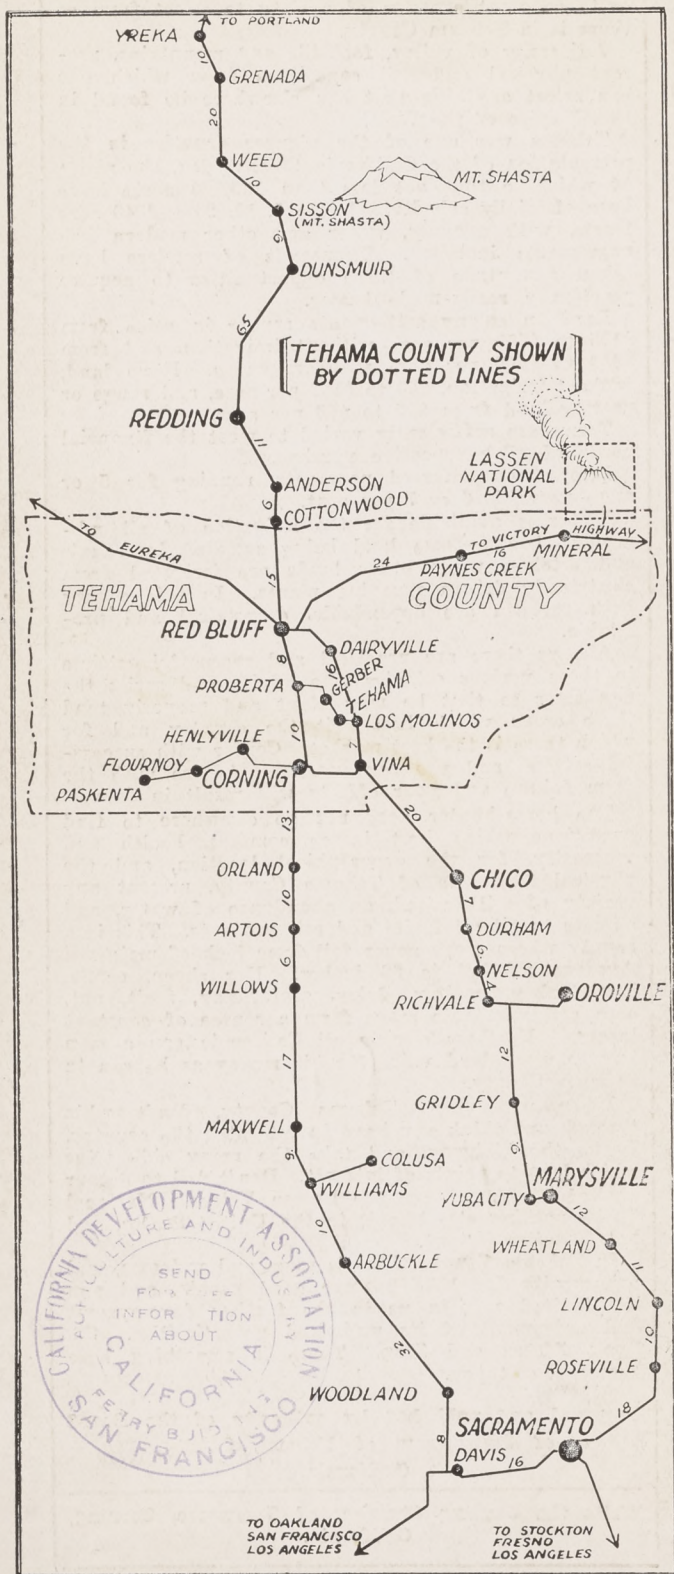 TO PORTLAND
YREKA
10
GRENADA
20
WEED
10
MT. SHASTA
SISSON
(MT. SHASTA)
9
DUNSMUIR
65
[TEHAMA COUNTY SHOWN
BY DOTTED LINES]
REDDING
11
LASSEN
NATIONAL
PARK
ANDERSON
6
COTTONWOOD
TO EUREKA
TO VICTORY HIGHWAY
16
MINERAL
24
PAYNES CREEK
15
TEHAMA COUNTY
RED BLUFF
DAIRYVILLE
8
16
GERBER
PROBERTA
TEHAMA
LOS MOLINOS
10
7
HENLYVILLE
FLOURNOY
CORNING
VINA
PASKENTA
13
20
ORLAND
CHICO
10
7
ARTOIS
DURHAM
6
6
NELSON
WILLOWS
4
RICHVALE
OROVILLE
17
12
GRIDLEY
MAXWELL
9
9
COLUSA
WILLIAMS
YUBA CITY
MARYSVILLE
10
12
WHEATLAND
ARBUCKLE
11
LINCOLN
32
10
ROSEVILLE
WOODLAND
18
8
SACRAMENTO
DAVIS
16
TO OAKLAND
SAN FRANCISCO
LOS ANGELES
TO STOCKTON
FRESNO
LOS ANGELES
CALIFORNIA DEVELOPMENT ASSOCIATION
AND
SEND
INFOR TION
ABOUT
CALIFORNIA
FERRY
SAN FRANCISCO